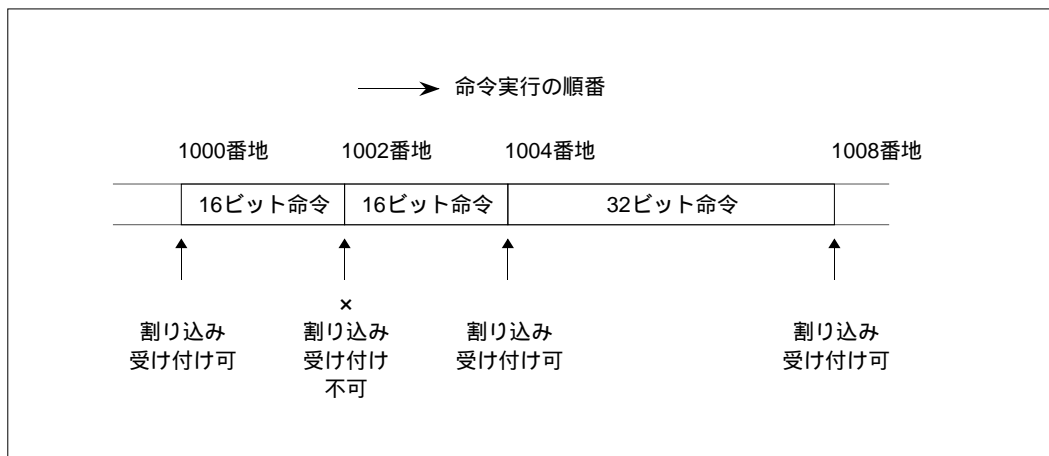 命令実行の順番
1000番地 1002番地 1004番地 1008番地
16ビット命令 16ビット命令 32ビット命令
割り込み
受け付け可
×
割り込み
受け付け
不可
割り込み
受け付け可
割り込み
受け付け可